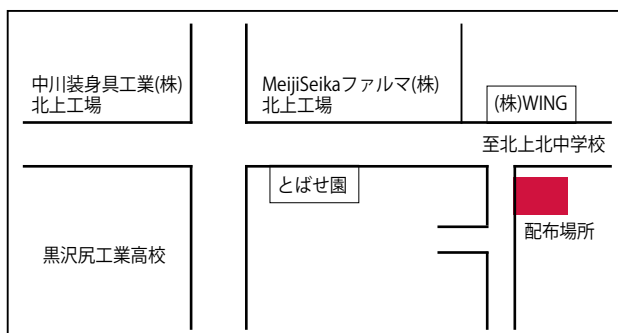 中川装身具工業(株)
北上工場
MeijiSeikaファルマ(株)
北上工場
(株)WING
至北上北中学校
とばせ園
配布場所
黒沢尻工業高校